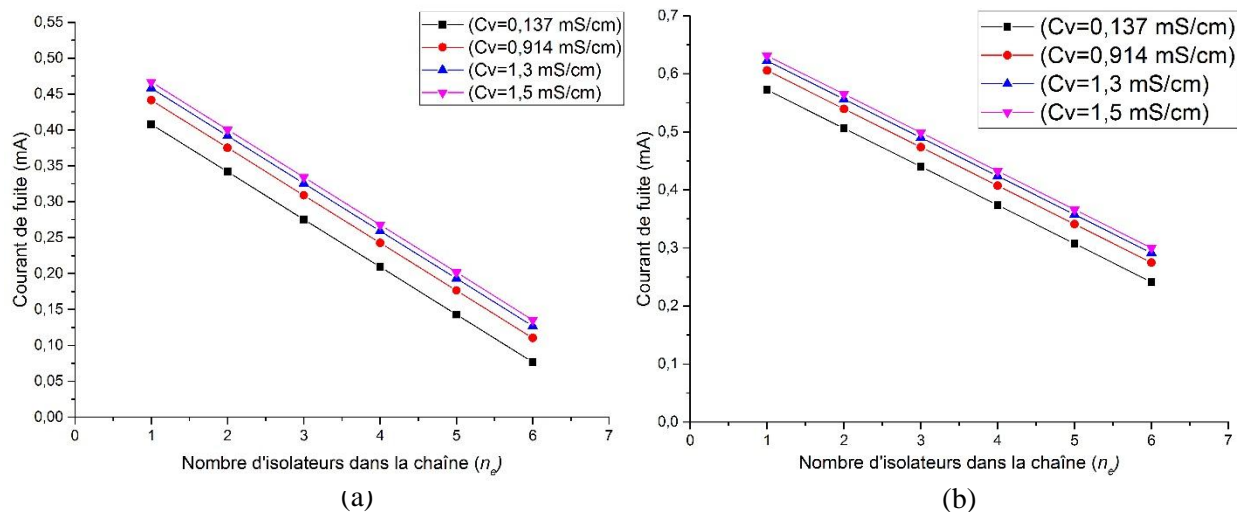 0,55
0,50
0,45
0,40
0,35
0,30
0,25
0,20
0,15
0,10
0,05
0,00
Courant de fuite (mA)
0 1 2 3 4 5 6 7
Nombre d'isolateurs dans la chaîne (ne)
(Cv=0,137 mS/cm)
(Cv=0,914 mS/cm)
(Cv=1,3 mS/cm)
(Cv=1,5 mS/cm)
(a)
0,7
0,6
0,5
0,4
0,3
0,2
0,1
0,0
Courant de fuite (mA)
0 1 2 3 4 5 6 7
Nombre d'isolateurs dans la chaîne (ne)
(Cv=0,137 mS/cm)
(Cv=0,914 mS/cm)
(Cv=1,3 mS/cm)
(Cv=1,5 mS/cm)
(b)